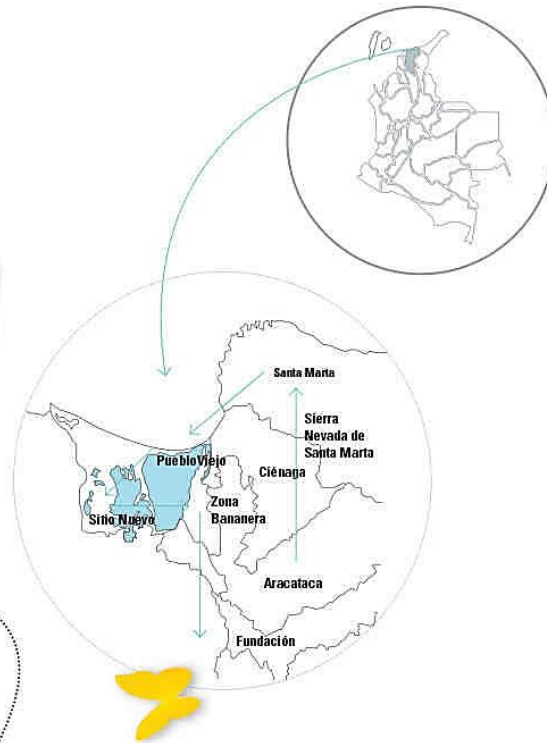 Santa Marta
Sierra
Nevada de
Santa Marta
PuebloViejo
Ciénaga
Zona
Bananera
Sitio Nuevo
Aracataca
Fundación